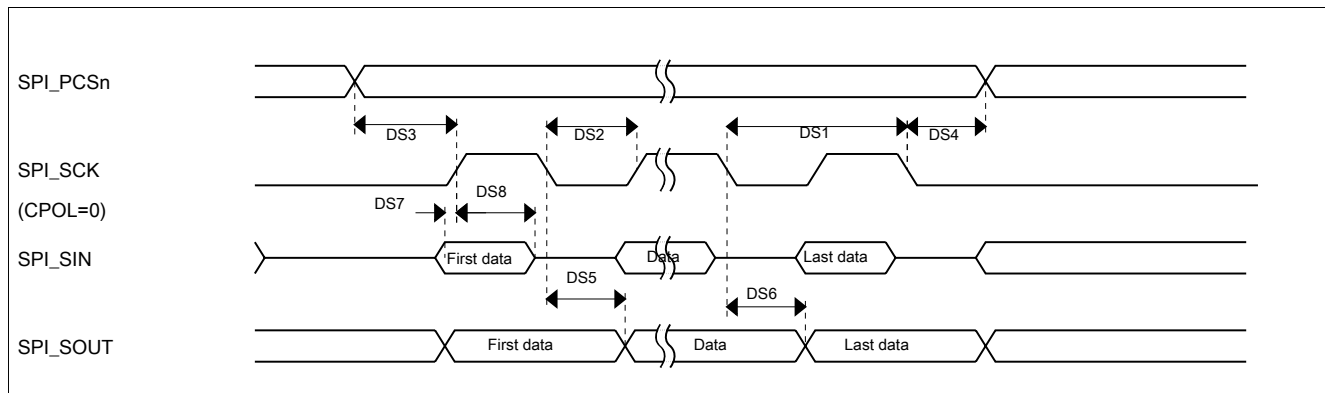 SPI_PCSn
DS3
DS2
DS1
DS4
SPI_SCK
(CPOL=0)
DS7
DS8
SPI_SIN
First data
Data
Last data
DS5
DS6
SPI_SOUT
First data
Data
Last data